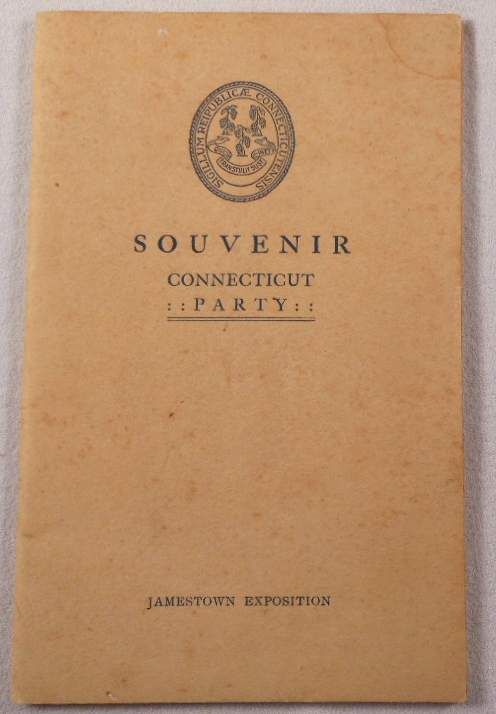 SIGILLUM REIPUBLICÆ CONNECTICUTENSIS
SOUVENIR
CONNECTICUT
::PARTY::
JAMESTOWN EXPOSITION